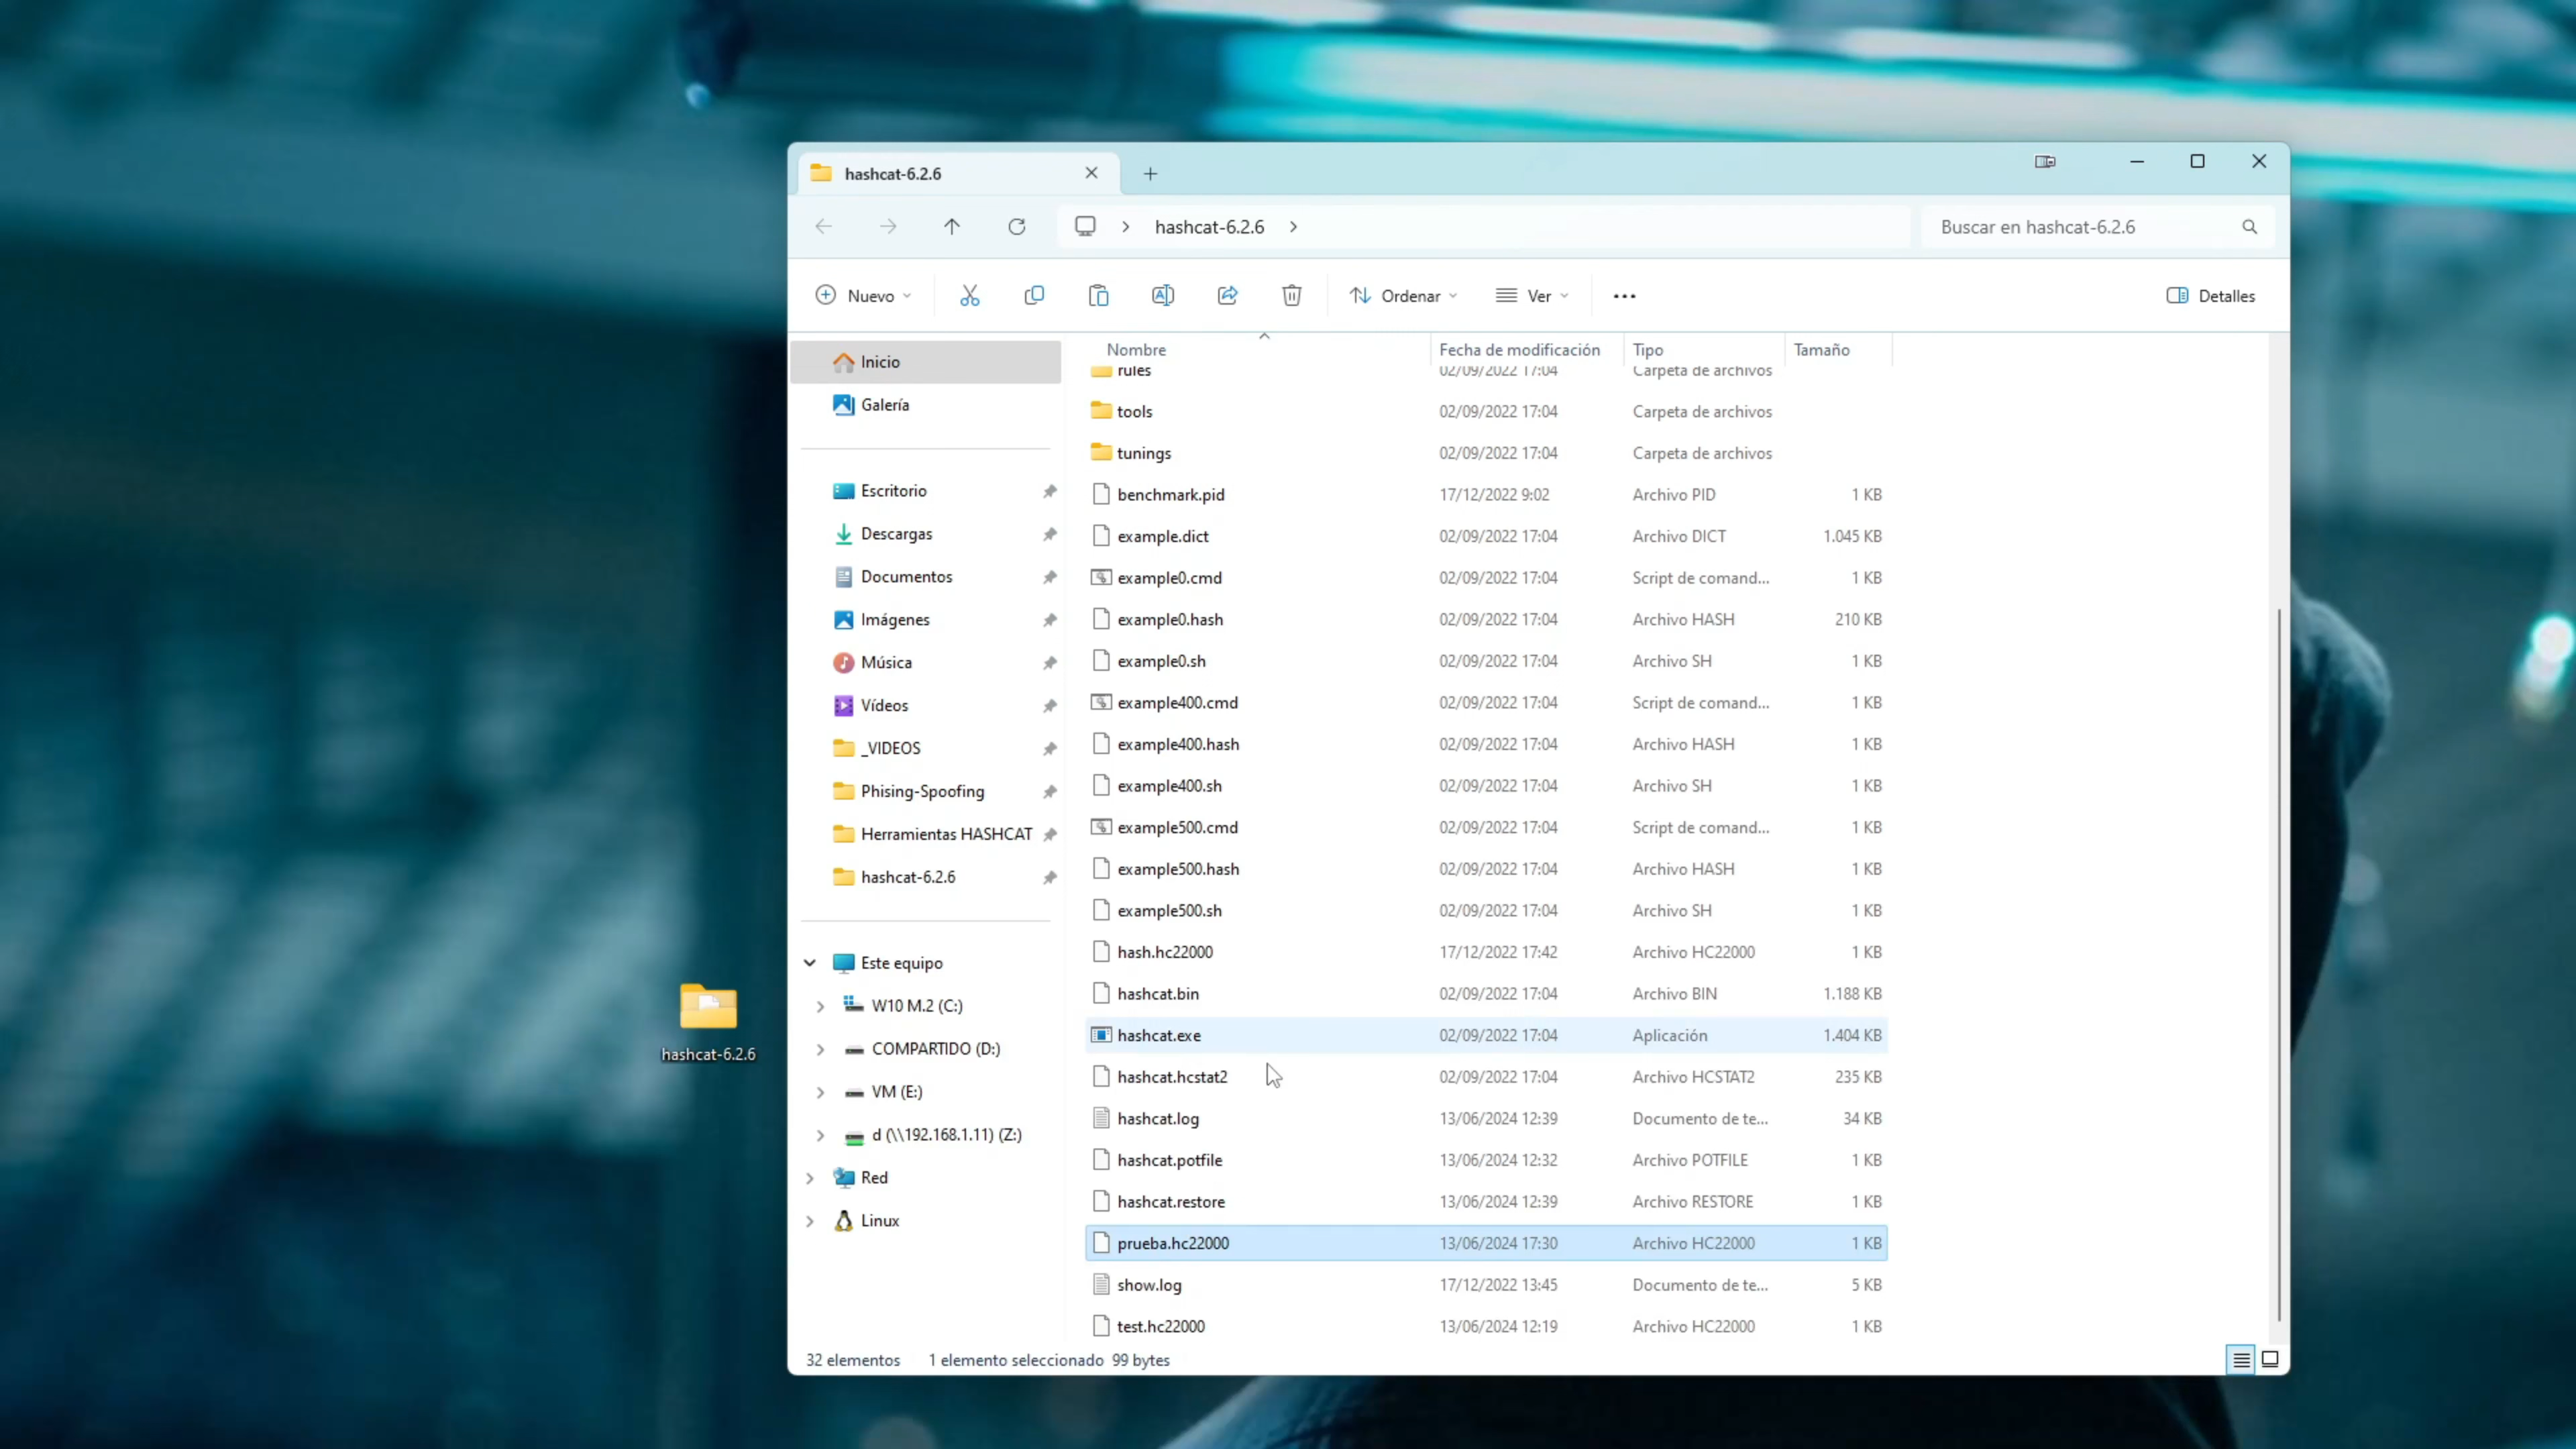 hashcat-6.2.6
hashcat-6.2.6
Buscar en hashcat-6.2.6
Nuevo
Ordenar
Ver
Detalles
Nombre Fecha de modificación Tipo Tamaño
Inicio
Galería
Escritorio
Descargas
Documentos
Imágenes
Música
Vídeos
_VIDEOS
Phising-Spoofing
Herramientas HASHCAT
hashcat-6.2.6
Este equipo
W10 M.2 (C:)
COMPARTIDO (D:)
VM (E:)
d (\\192.168.1.11) (Z:)
Red
Linux
rules 02/09/2022 17:04 Carpeta de archivos
tools 02/09/2022 17:04 Carpeta de archivos
tunings 02/09/2022 17:04 Carpeta de archivos
benchmark.pid 17/12/2022 9:02 Archivo PID 1 KB
example.dict 02/09/2022 17:04 Archivo DICT 1.045 KB
example0.cmd 02/09/2022 17:04 Script de comand... 1 KB
example0.hash 02/09/2022 17:04 Archivo HASH 210 KB
example0.sh 02/09/2022 17:04 Archivo SH 1 KB
example400.cmd 02/09/2022 17:04 Script de comand... 1 KB
example400.hash 02/09/2022 17:04 Archivo HASH 1 KB
example400.sh 02/09/2022 17:04 Archivo SH 1 KB
example500.cmd 02/09/2022 17:04 Script de comand... 1 KB
example500.hash 02/09/2022 17:04 Archivo HASH 1 KB
example500.sh 02/09/2022 17:04 Archivo SH 1 KB
hash.hc22000 17/12/2022 17:42 Archivo HC22000 1 KB
hashcat.bin 02/09/2022 17:04 Archivo BIN 1.188 KB
hashcat.exe 02/09/2022 17:04 Aplicación 1.404 KB
hashcat.hcstat2 02/09/2022 17:04 Archivo HCSTAT2 235 KB
hashcat.log 13/06/2024 12:39 Documento de te... 34 KB
hashcat.potfile 13/06/2024 12:32 Archivo POTFILE 1 KB
hashcat.restore 13/06/2024 12:39 Archivo RESTORE 1 KB
prueba.hc22000 13/06/2024 17:30 Archivo HC22000 1 KB
show.log 17/12/2022 13:45 Documento de te... 5 KB
test.hc22000 13/06/2024 12:19 Archivo HC22000 1 KB
32 elementos 1 elemento seleccionado 99 bytes
hashcat-6.2.6